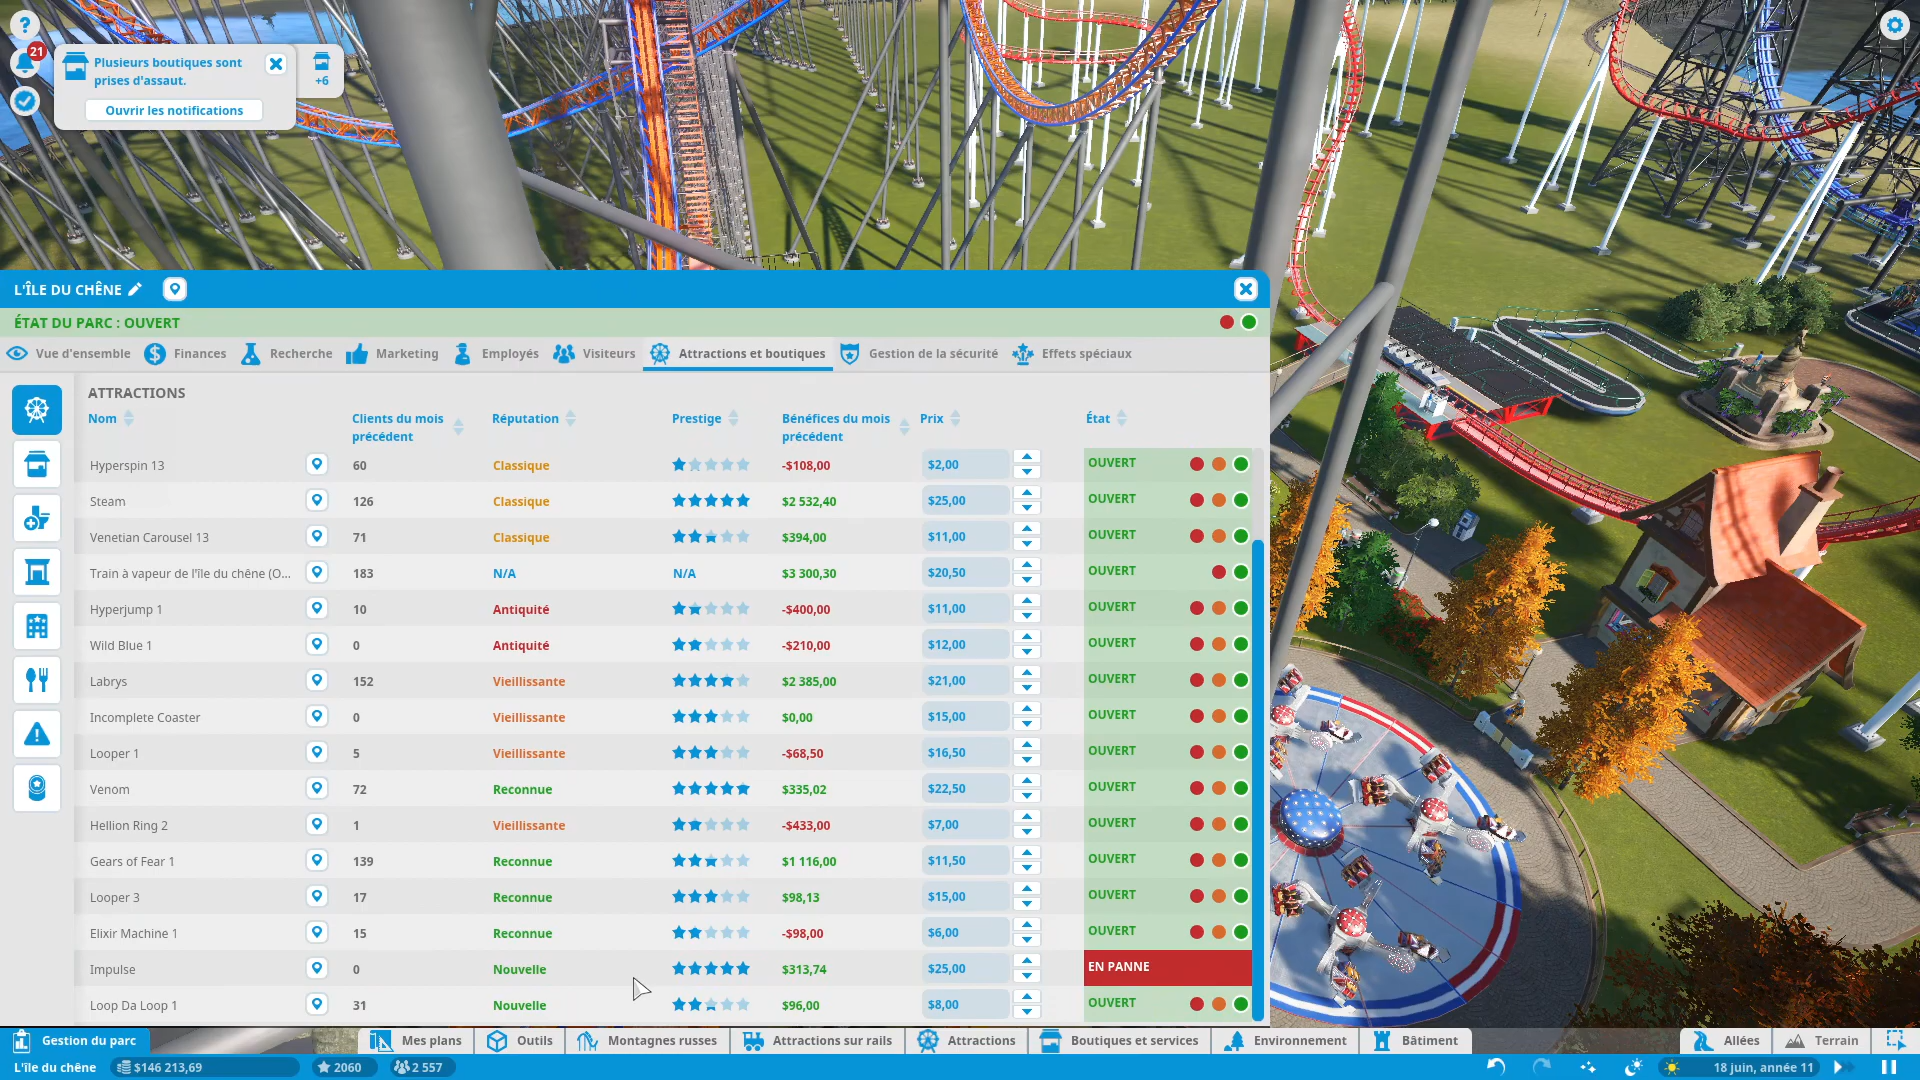 ?
21
Plusieurs boutiques sont
prises d'assaut.
+6
Ouvrir les notifications
L'ÎLE DU CHÊNE
ÉTAT DU PARC : OUVERT
Vue d'ensemble Finances Recherche Marketing Employés Visiteurs Attractions et boutiques Gestion de la sécurité Effets spéciaux
ATTRACTIONS
Nom Clients du mois précédent Réputation Prestige Bénéfices du mois précédent Prix État
Hyperspin 13 60 Classique -$108,00 $2,00 OUVERT
Steam 126 Classique $2 532,40 $25,00 OUVERT
Venetian Carousel 13 71 Classique $394,00 $11,00 OUVERT
Train à vapeur de l'île du chêne (O... 183 N/A N/A $3 300,30 $20,50 OUVERT
Hyperjump 1 10 Antiquité -$400,00 $11,00 OUVERT
Wild Blue 1 0 Antiquité -$210,00 $12,00 OUVERT
Labrys 152 Vieillissante $2 385,00 $21,00 OUVERT
Incomplete Coaster 0 Vieillissante $0,00 $15,00 OUVERT
Looper 1 5 Vieillissante -$68,50 $16,50 OUVERT
Venom 72 Reconnue $335,02 $22,50 OUVERT
Hellion Ring 2 1 Vieillissante -$433,00 $7,00 OUVERT
Gears of Fear 1 139 Reconnue $1 116,00 $11,50 OUVERT
Looper 3 17 Reconnue $98,13 $15,00 OUVERT
Elixir Machine 1 15 Reconnue -$98,00 $6,00 OUVERT
Impulse 0 Nouvelle $313,74 $25,00 EN PANNE
Loop Da Loop 1 31 Nouvelle $96,00 $8,00 OUVERT
Gestion du parc Mes plans Outils Montagnes russes Attractions sur rails Attractions Boutiques et services Environnement Bâtiment Allées Terrain
L'île du chêne $146 213,69 2060 2 557 18 juin, année 11